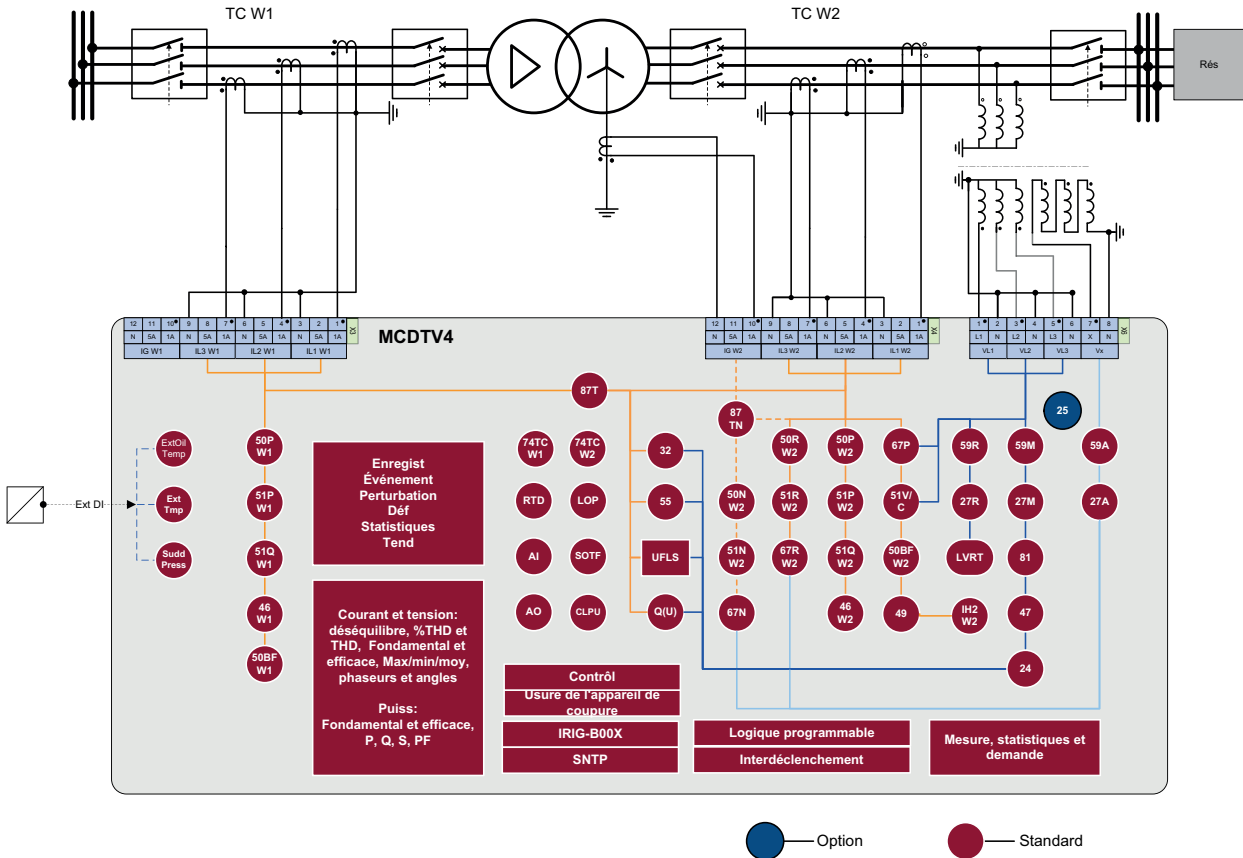 TC W1
TC W2
Rés
12 11 10 9 8 7 6 5 4 3 2 1
N 5A 1A N 5A 1A N 5A 1A N 5A 1A
IG W1 IL3 W1 IL2 W1 IL1 W1
X3
MCDTV4
12 11 10 9 8 7 6 5 4 3 2 1
N 5A 1A N 5A 1A N 5A 1A N 5A 1A
IG W2 IL3 W2 IL2 W2 IL1 W2
X4
1 2 3 4 5 6 7 8
L1 N L2 N L3 N X N
VL1 VL2 VL3 Vx
X6
87T
87
TN
25
ExtOil
Temp
Ext
Tmp
Sudd
Press
Ext DI
50P
W1
51P
W1
51Q
W1
46
W1
50BF
W1
Enregist
Événement
Perturbation
Déf
Statistiques
Tend
Courant et tension:
déséquilibre, %THD et
THD, Fondamental et
efficace, Max/min/moy,
phaseurs et angles
Puiss:
Fondamental et efficace,
P, Q, S, PF
74TC
W1
74TC
W2
RTD
LOP
AI
SOTF
AO
CLPU
32
55
UFLS
Q(U)
50N
W2
51N
W2
67N
50R
W2
51R
W2
67R
W2
50P
W2
51P
W2
51Q
W2
46
W2
67P
51V/
C
50BF
W2
49
IH2
W2
59R
27R
LVRT
59M
27M
81
47
24
59A
27A
Contrôl
Usure de l'appareil de
coupure
IRIG-B00X
SNTP
Logique programmable
Interdéclenchement
Mesure, statistiques et
demande
Option
Standard